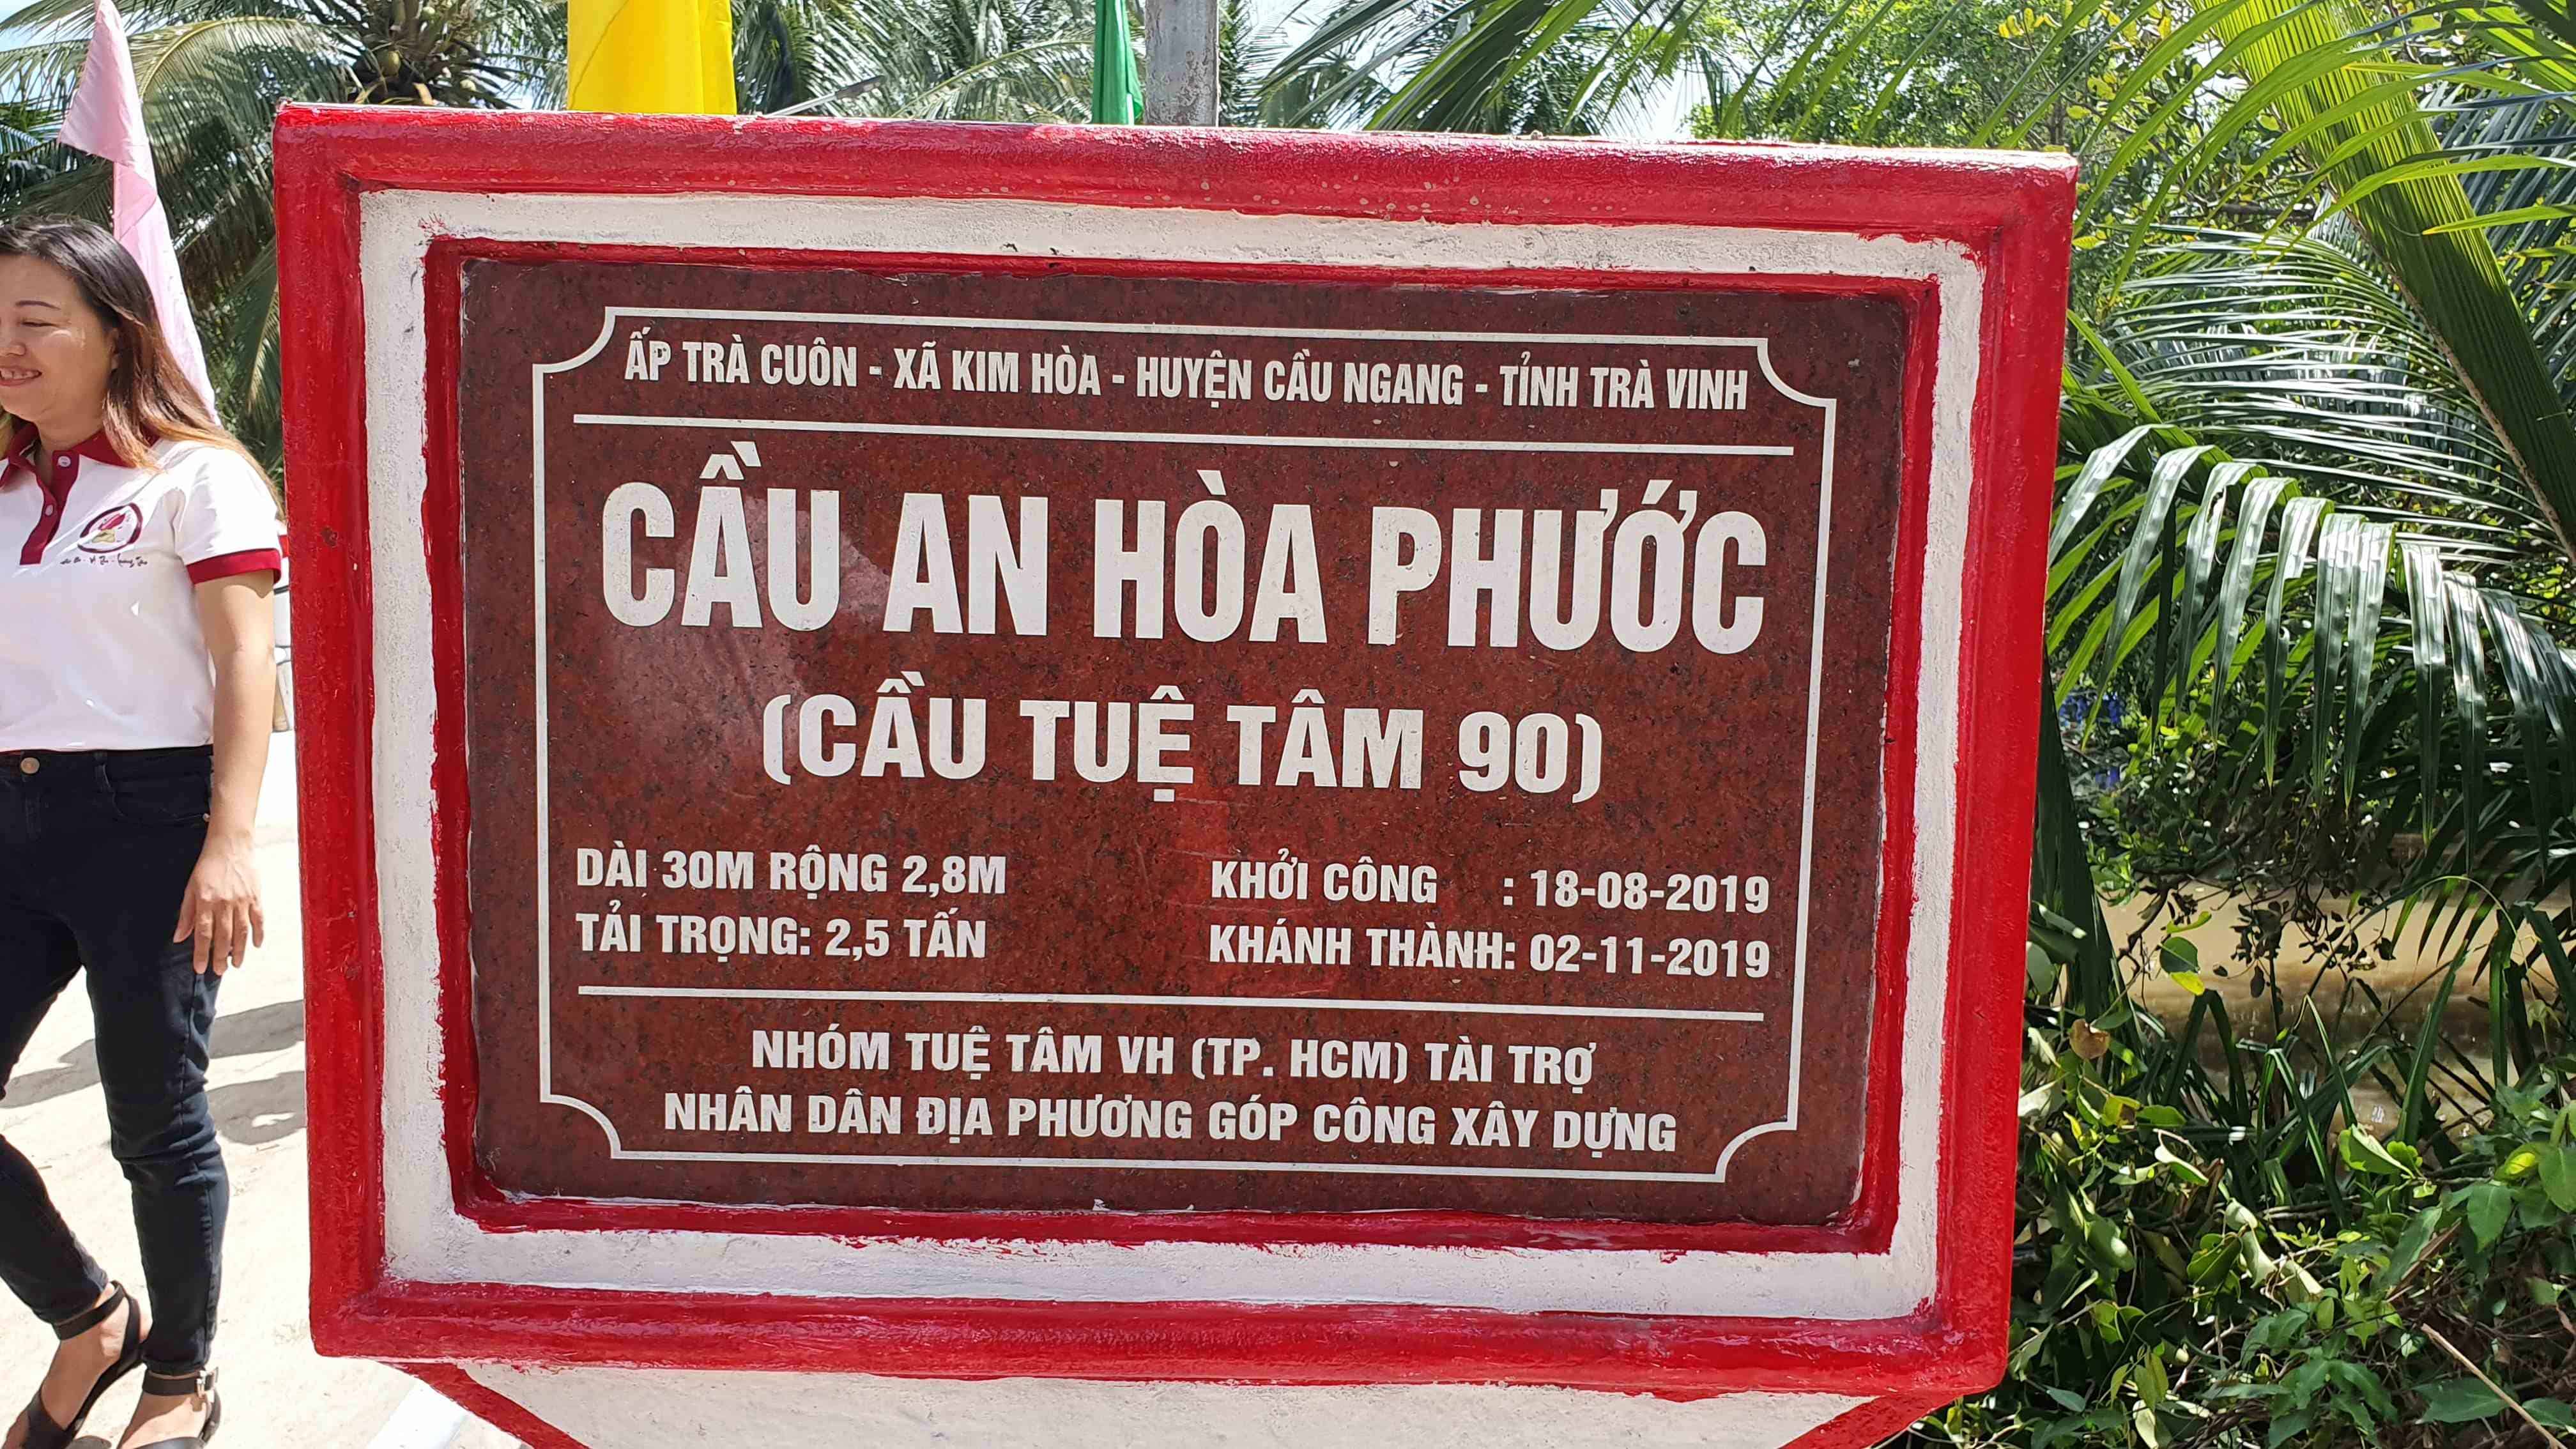 ẤP TRÀ CUÔN - XÃ KIM HÒA - HUYỆN CẦU NGANG - TỈNH TRÀ VINH
CẦU AN HÒA PHƯỚC
(CẦU TUỆ TÂM 90)
DÀI 30M RỘNG 2,8M
TẢI TRỌNG: 2,5 TẤN
KHỞI CÔNG : 18-08-2019
KHÁNH THÀNH: 02-11-2019
NHÓM TUỆ TÂM VH (TP. HCM) TÀI TRỢ
NHÂN DÂN ĐỊA PHƯƠNG GÓP CÔNG XÂY DỰNG